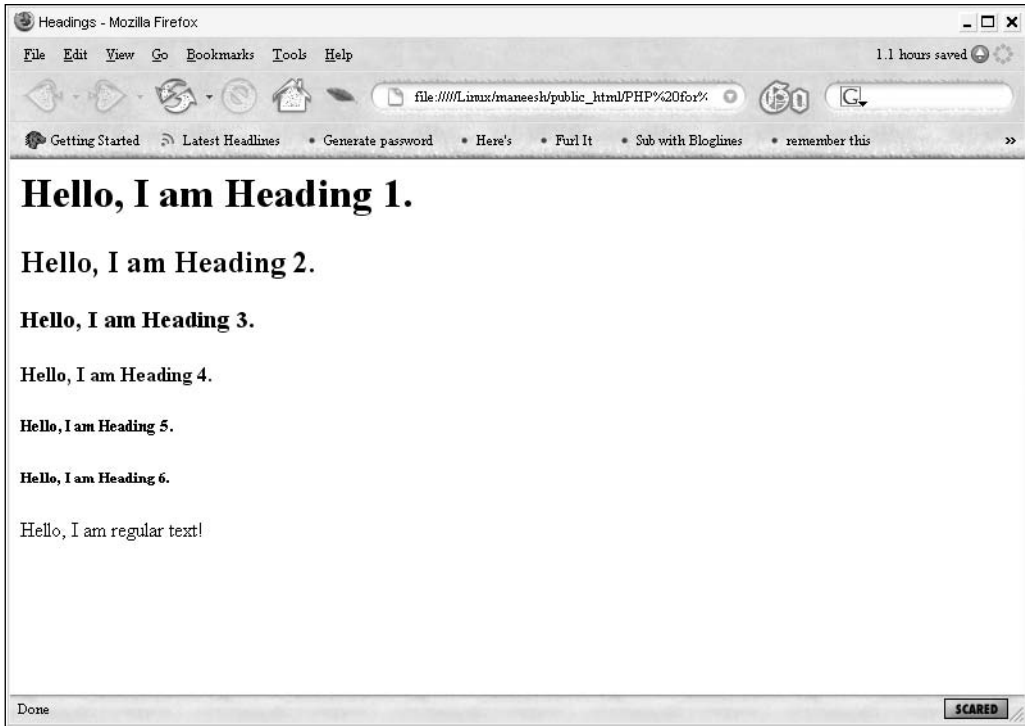 Headings - Mozilla Firefox
File Edit View Go Bookmarks Tools Help 1.1 hours saved
file://///Linux/maneesh/public_html/PHP%20for% Go G
Getting Started Latest Headlines Generate password Here's Furl It Sub with Bloglines remember this »
Hello, I am Heading 1.
Hello, I am Heading 2.
Hello, I am Heading 3.
Hello, I am Heading 4.
Hello, I am Heading 5.
Hello, I am Heading 6.
Hello, I am regular text!
Done SCARED